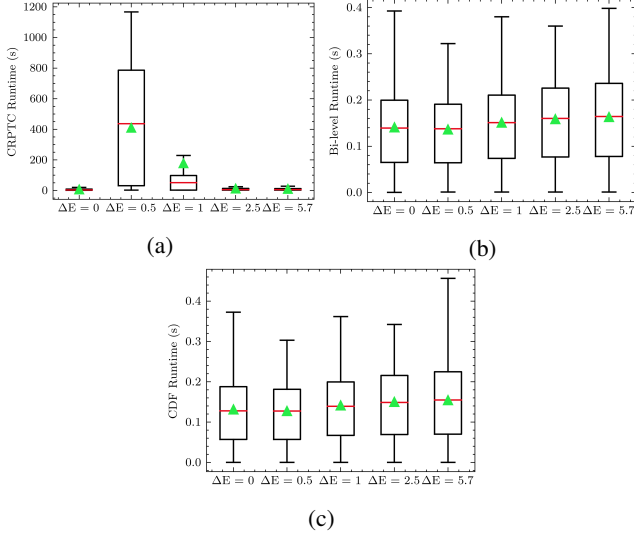 CRPTC Runtime (s)
1200
1000
800
600
400
200
0
ΔE = 0 ΔE = 0.5 ΔE = 1 ΔE = 2.5 ΔE = 5.7
(a)
Bi-level Runtime (s)
0.4
0.3
0.2
0.1
0.0
ΔE = 0 ΔE = 0.5 ΔE = 1 ΔE = 2.5 ΔE = 5.7
(b)
CDF Runtime (s)
0.4
0.3
0.2
0.1
0.0
ΔE = 0 ΔE = 0.5 ΔE = 1 ΔE = 2.5 ΔE = 5.7
(c)